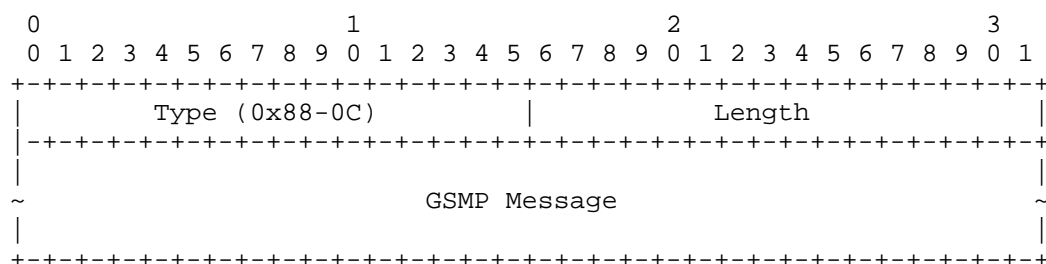 0                   1                   2                   3
 0 1 2 3 4 5 6 7 8 9 0 1 2 3 4 5 6 7 8 9 0 1 2 3 4 5 6 7 8 9 0 1
+-+-+-+-+-+-+-+-+-+-+-+-+-+-+-+-+-+-+-+-+-+-+-+-+-+-+-+-+-+-+-+-+
|        Type (0x88-0C)         |           Length              |
|-+-+-+-+-+-+-+-+-+-+-+-+-+-+-+-+-+-+-+-+-+-+-+-+-+-+-+-+-+-+-+-+
|                                                               |
~                         GSMP Message                          ~
|                                                               |
+-+-+-+-+-+-+-+-+-+-+-+-+-+-+-+-+-+-+-+-+-+-+-+-+-+-+-+-+-+-+-+-+